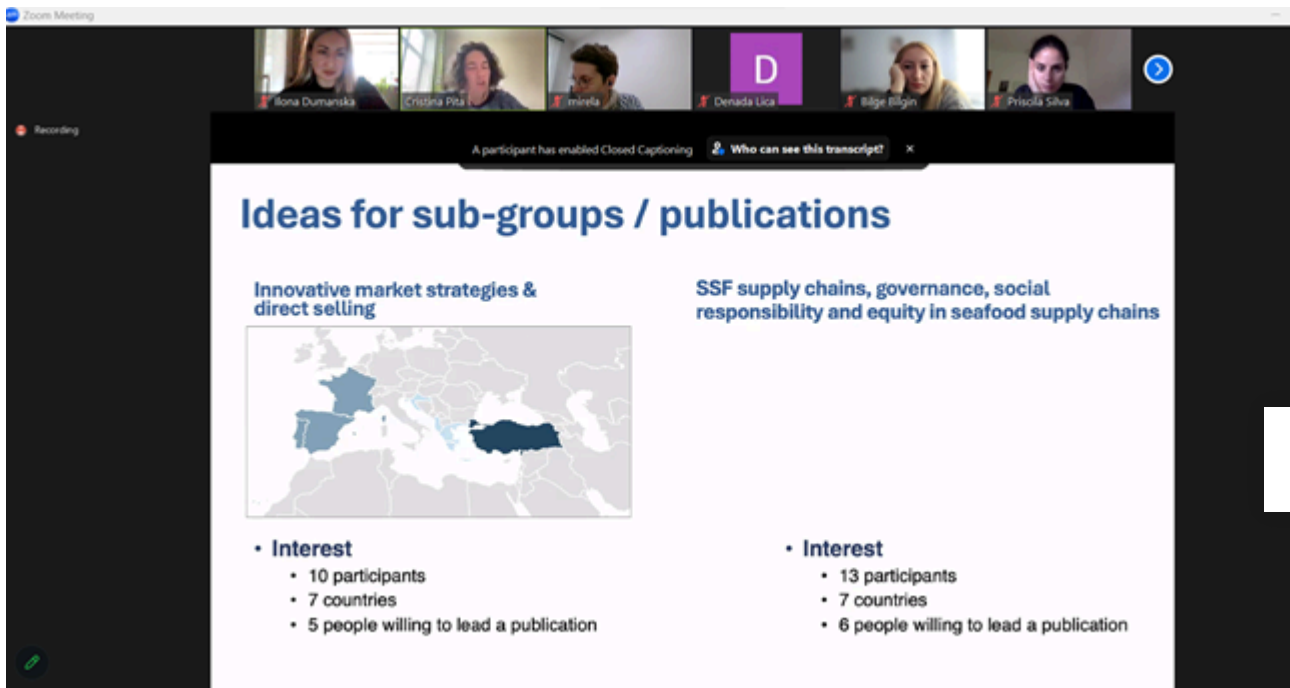 Zoom Meeting
Ilona Dumanska
Cristina Pita
mirela
D
Denada Lica
Bilge Bilgin
Priscila Silva
Recording
A participant has enabled Closed Captioning Who can see this transcript?
Ideas for sub-groups / publications
Innovative market strategies &
direct selling
SSF supply chains, governance, social
responsibility and equity in seafood supply chains
• Interest
• 10 participants
• 7 countries
• 5 people willing to lead a publication
• Interest
• 13 participants
• 7 countries
• 6 people willing to lead a publication